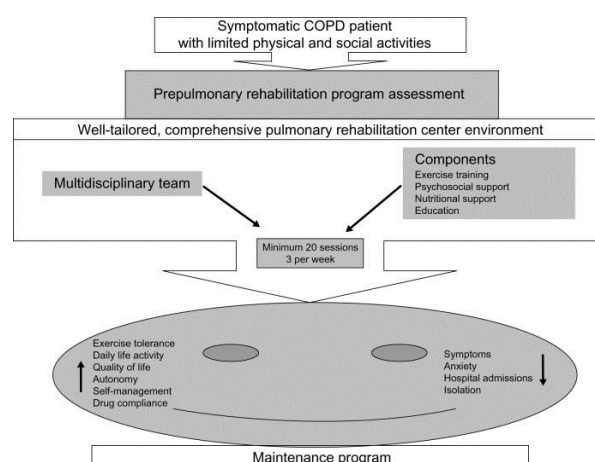 Symptomatic COPD patient
with limited physical and social activities
Prepulmonary rehabilitation program assessment
Well-tailored, comprehensive pulmonary rehabilitation center environment
Multidisciplinary team
Components
Exercise training
Psychosocial support
Nutritional support
Education
Minimum 20 sessions
3 per week
Exercise tolerance
Daily life activity
Quality of life
Autonomy
Self-management
Drug compliance
Symptoms
Anxiety
Hospital admissions
Isolation
Maintenance program